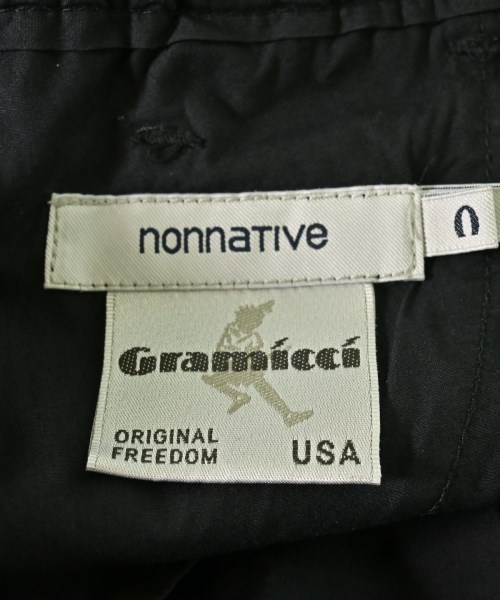 nonnative
0
Gramicci
ORIGINAL
FREEDOM
USA